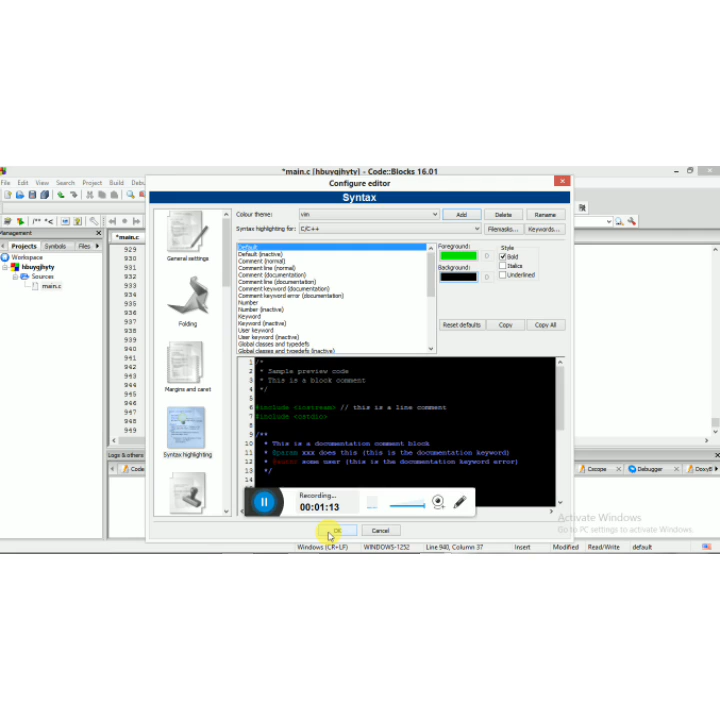 *main.c [hbuygjhyty] - Code::Blocks 16.01
File Edit View Search Project Build Debu
Configure editor
Syntax
Management
Projects Symbols Files
Workspace
hbuygjhyty
Sources
main.c
*main.c
929
930
931
932
933
934
935
936
937
938
939
940
941
942
943
944
945
946
947
948
949
General settings
Folding
Margins and caret
Syntax highlighting
Colour theme: vim Add Delete Rename
Syntax highlighting for: C/C++ Filemasks... Keywords...
Default
Default (inactive)
Comment (normal)
Comment line (normal)
Comment (documentation)
Comment line (documentation)
Comment keyword (documentation)
Comment keyword error (documentation)
Number
Number (inactive)
Keyword
Keyword (inactive)
User keyword
User keyword (inactive)
Global classes and typedefs
Global classes and typedefs (inactive)
Foreground:
Background:
Style
Bold
Italics
Underlined
Reset defaults Copy Copy All
1 /*
2 * Sample preview code
3 * This is a block comment
4 */
5
6 #include <iostream> // this is a line comment
7 #include <cstdio>
8
9 /**
10 * This is a documentation comment block
11 * @param xxx does this (this is the documentation keyword)
12 * some user (this is the documentation keyword error)
13 */
14
Recording...
00:01:13
OK Cancel
Logs & others
Code
Cscope Debugger DoxyB
Activate Windows
Go to PC settings to activate Windows.
Windows (CR+LF) WINDOWS-1252 Line 940, Column 37 Insert Modified Read/Write default